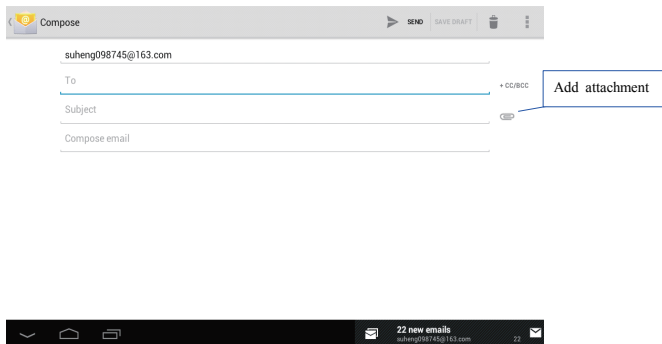 Compose
SEND
SAVE DRAFT
suheng098745@163.com
To
+ CC/BCC
Add attachment
Subject
Compose email
22 new emails
suheng098745@163.com
22